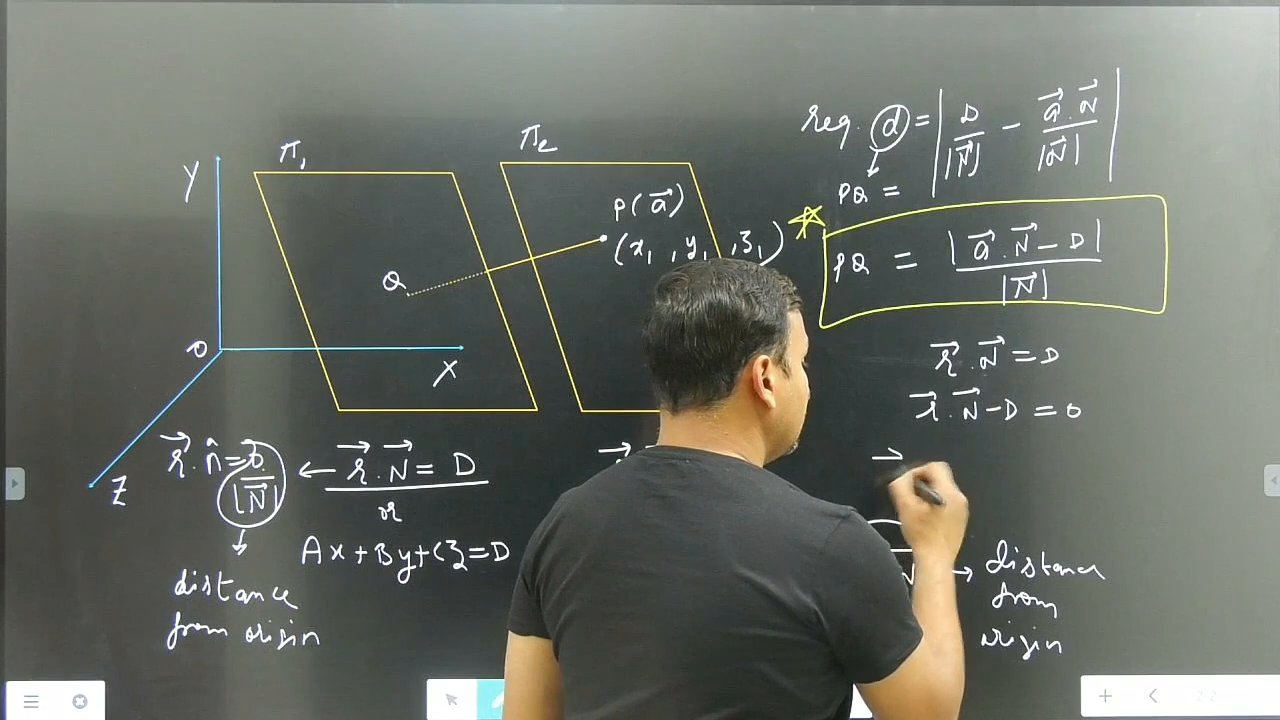 Y
π₁
π₂
P(a⃗)
(x₁, y₁, z₁)
Q
O
X
Z
r⃗.n̂ = D/|N⃗| ← r⃗.N⃗ = D
or
Ax+By+Cz=D
distance
from origin
req. d = |D/|N⃗| − a⃗.N⃗/|N⃗||
PQ =
PQ = |a⃗.N⃗ − D|/|N⃗|
r⃗.N⃗ = D
r⃗.N⃗ − D = 0
→ distance
from
origin